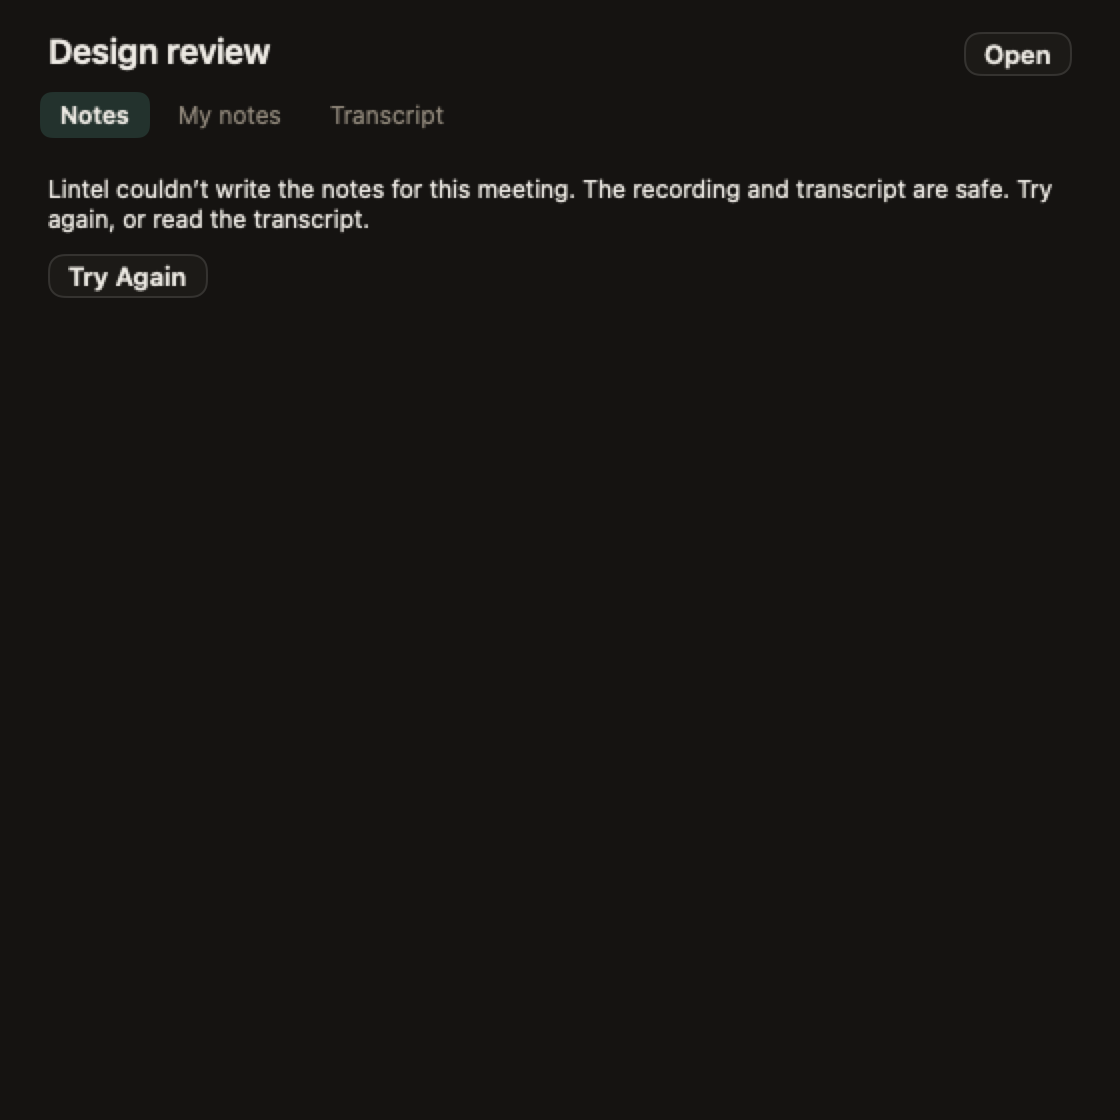 Design review
Open
Notes
My notes
Transcript
Lintel couldn’t write the notes for this meeting. The recording and transcript are safe. Try
again, or read the transcript.
Try Again